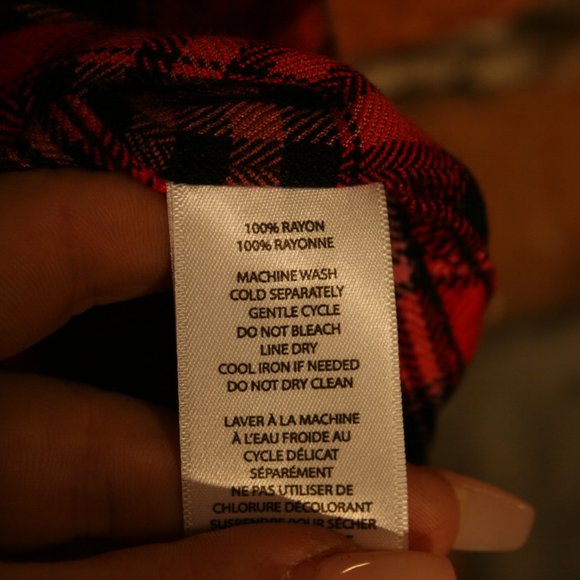 100% RAYON
100% RAYONNE
MACHINE WASH
COLD SEPARATELY
GENTLE CYCLE
DO NOT BLEACH
LINE DRY
COOL IRON IF NEEDED
DO NOT DRY CLEAN
LAVER À LA MACHINE
À L'EAU FROIDE AU
CYCLE DÉLICAT
SÉPARÉMENT
NE PAS UTILISER DE
CHLORURE DÉCOLORANT
SUSPENDRE POUR SÉCHER